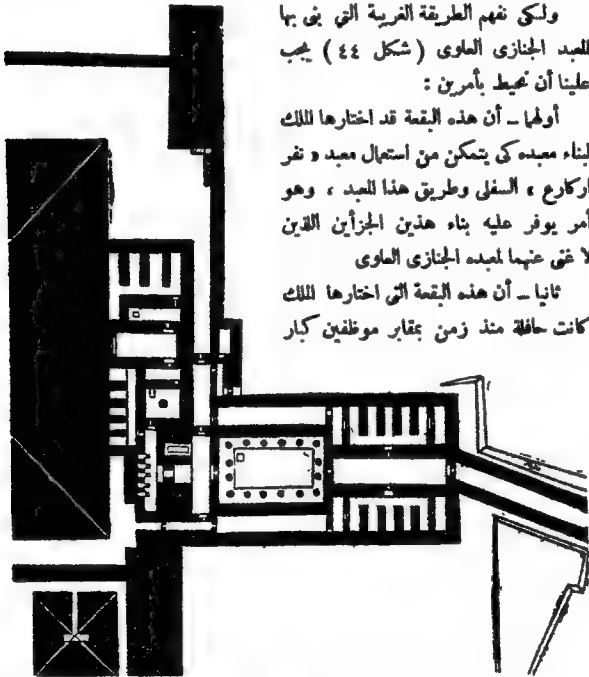 ولكى نفهم الطريقة الغريبة التي بنى بها
المعبد الجنازى العلوى ( شكل ٤٤ ) يجب
علينا أن نحيط بأمرين :
أولهما ــ أن هذه البقعة قد اختارها الملك
لبناء معبده كى يتمكن من استعمال معبد « نفر
اركارع » السفلى وطريق هذا المعبد ، وهو
أمر يوفر عليه بناء هذين الجزأين اللذين
لا غنى عنهما لمعبده الجنازى العلوى
ثانيا ــ أن هذه البقعة التى اختارها الملك
كانت حافلة منذ زمن بمقابر موظفين كبار